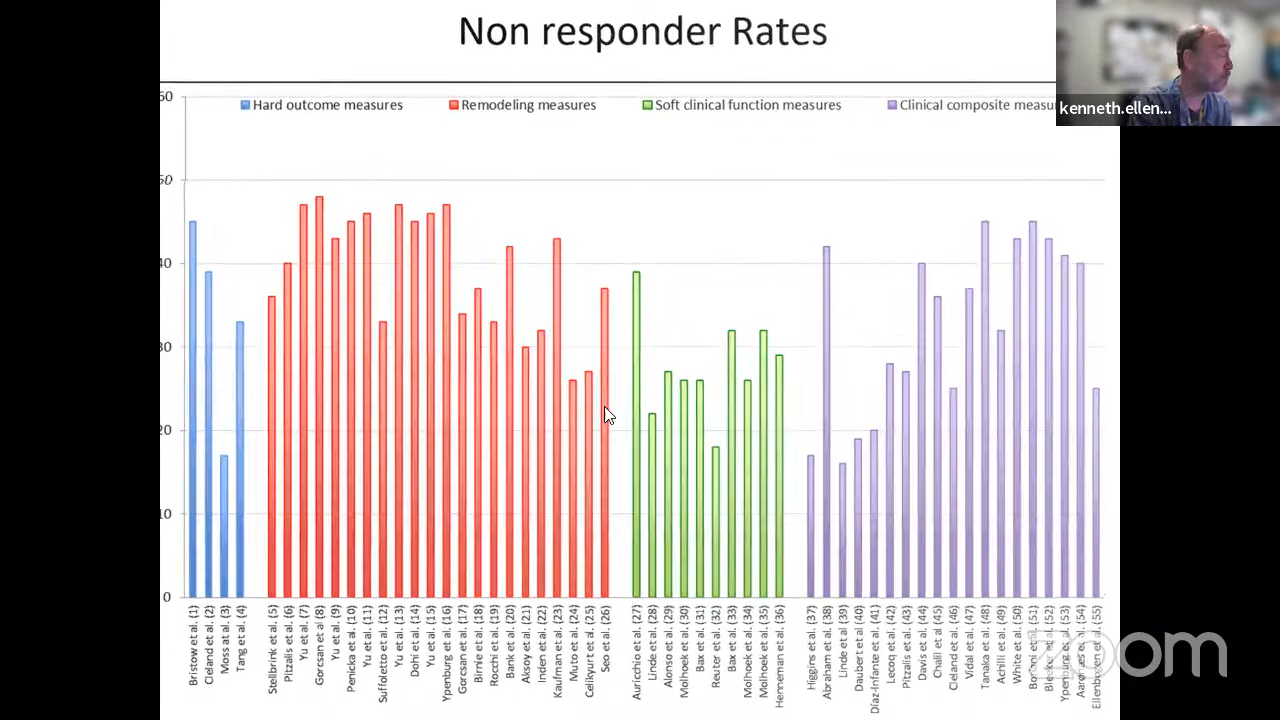 Non responder Rates
Hard outcome measures
Remodeling measures
Soft clinical function measures
Clinical composite
kenneth.ellen...
60
50
40
30
20
10
0
Bristow et al. (1)
Cleland et al. (2)
Moss aa al. (3)
Tang et al. (4)
Stellbrink et al. (5)
Pitzalis et al. (6)
Yu et al. (7)
Gorcsan et al (8)
Yu et al. (9)
Penicka et al. (10)
Yu et al. (11)
Suffoletto et al. (12)
Yu et al. (13)
Dohi et al. (14)
Yu et al. (15)
Ypenburg et al. (16)
Gorcsan et al. (17)
Birnie et al. (18)
Rocchi et al. (19)
Bank et al. (20)
Aksoy et al. (21)
Inden et al. (22)
Kaufman et al. (23)
Muto et al. (24)
Celikyurt et al. (25)
Seo et al. (26)
Auricchio et al. (27)
Linde et al. (28)
Alonso et al. (29)
Molhoek et al. (30)
Bax et al. (31)
Reuter et al. (32)
Bax et al. (33)
Molhoek et al. (34)
Molhoek et al. (35)
Henneman et al. (36)
Higgins et al. (37)
Abraham et al. (38)
Linde et al (39)
Daubert et al (40)
Diaz-Infante et al. (41)
Lecoq et al. (42)
Pitzalis et al. (43)
Davis et al. (44)
Chalil et al (45)
Cleland et al. (46)
Vidal et al. (47)
Tanaka et al. (48)
Achilli et al. (49)
White et al. (50)
(51)
(52)
(53)
(54)
(55)
zoom